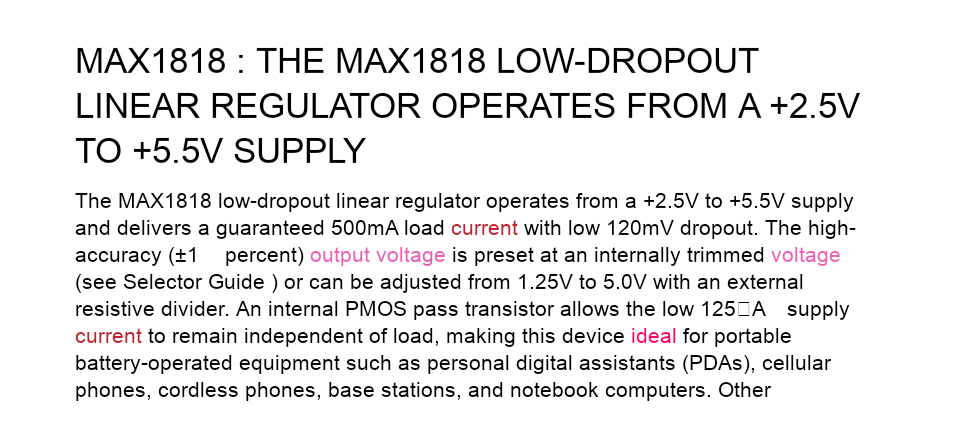 MAX1818 : THE MAX1818 LOW-DROPOUT
LINEAR REGULATOR OPERATES FROM A +2.5V
TO +5.5V SUPPLY
The MAX1818 low-dropout linear regulator operates from a +2.5V to +5.5V supply
and delivers a guaranteed 500mA load current with low 120mV dropout. The high-
accuracy (±1 percent) output voltage is preset at an internally trimmed voltage
(see Selector Guide ) or can be adjusted from 1.25V to 5.0V with an external
resistive divider. An internal PMOS pass transistor allows the low 125□A supply
current to remain independent of load, making this device ideal for portable
battery-operated equipment such as personal digital assistants (PDAs), cellular
phones, cordless phones, base stations, and notebook computers. Other